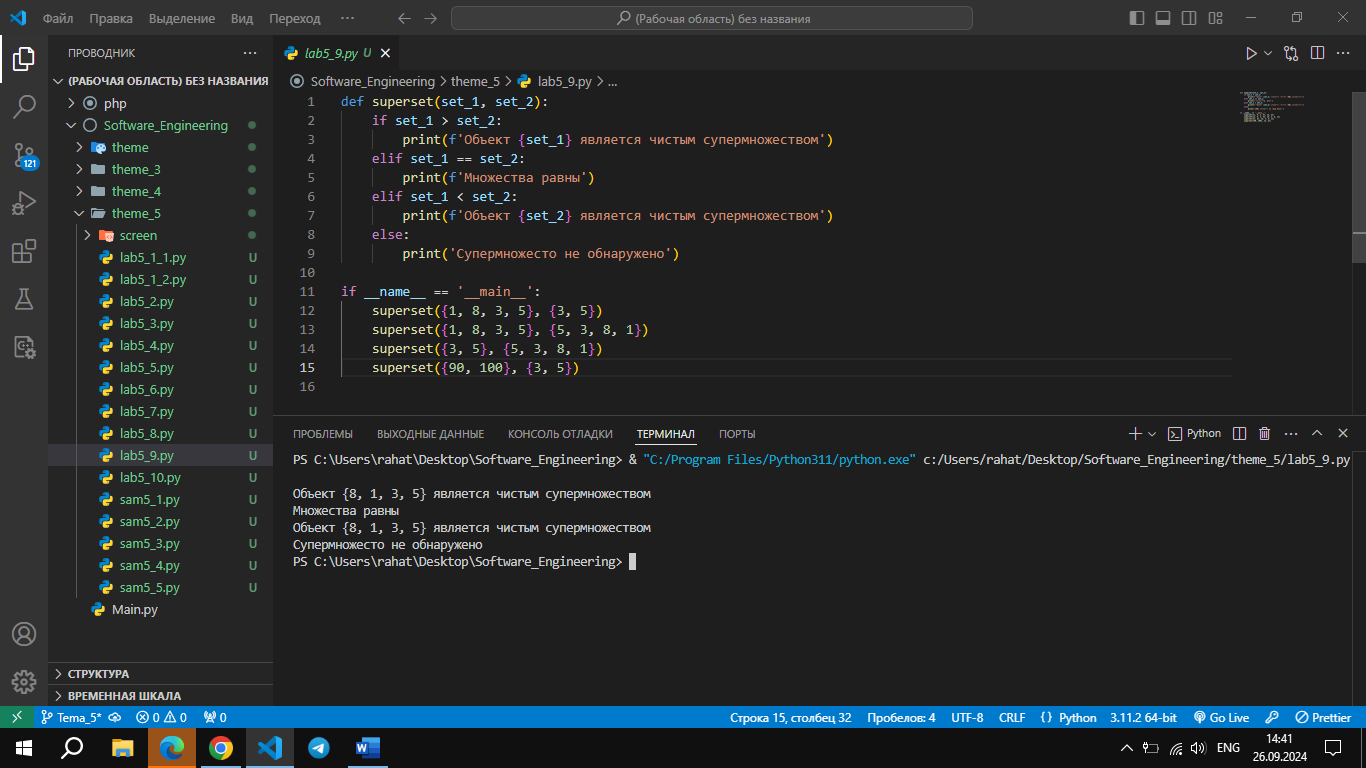 Файл Правка Выделение Вид Переход ···
(Рабочая область) без названия
ПРОВОДНИК ···
(РАБОЧАЯ ОБЛАСТЬ) БЕЗ НАЗВАНИЯ
php
Software_Engineering
theme
theme_3
theme_4
theme_5
screen
lab5_1_1.py U
lab5_1_2.py U
lab5_2.py U
lab5_3.py U
lab5_4.py U
lab5_5.py U
lab5_6.py U
lab5_7.py U
lab5_8.py U
lab5_9.py U
lab5_10.py U
sam5_1.py U
sam5_2.py U
sam5_3.py U
sam5_4.py U
sam5_5.py U
Main.py
СТРУКТУРА
ВРЕМЕННАЯ ШКАЛА
121
lab5_9.py U
Software_Engineering > theme_5 > lab5_9.py > ...
1 def superset(set_1, set_2):
2 if set_1 > set_2:
3 print(f'Объект {set_1} является чистым супермножеством')
4 elif set_1 == set_2:
5 print(f'Множества равны')
6 elif set_1 < set_2:
7 print(f'Объект {set_2} является чистым супермножеством')
8 else:
9 print('Супермножесто не обнаружено')
10
11 if __name__ == '__main__':
12 superset({1, 8, 3, 5}, {3, 5})
13 superset({1, 8, 3, 5}, {5, 3, 8, 1})
14 superset({3, 5}, {5, 3, 8, 1})
15 superset({90, 100}, {3, 5})
16
ПРОБЛЕМЫ ВЫХОДНЫЕ ДАННЫЕ КОНСОЛЬ ОТЛАДКИ ТЕРМИНАЛ ПОРТЫ
Python
PS C:\Users\rahat\Desktop\Software_Engineering> & "C:/Program Files/Python311/python.exe" c:/Users/rahat/Desktop/Software_Engineering/theme_5/lab5_9.py
Объект {8, 1, 3, 5} является чистым супермножеством
Множества равны
Объект {8, 1, 3, 5} является чистым супермножеством
Супермножесто не обнаружено
PS C:\Users\rahat\Desktop\Software_Engineering>
Tema_5* 0 0 0
Строка 15, столбец 32 Пробелов: 4 UTF-8 CRLF {} Python 3.11.2 64-bit Go Live Prettier
ENG
14:41
26.09.2024